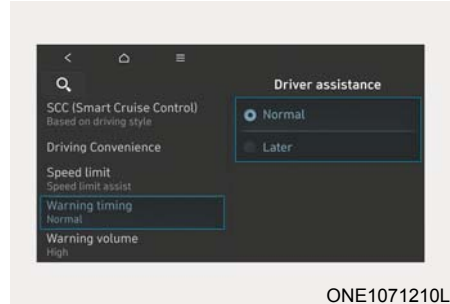 Driver assistance
SCC (Smart Cruise Control)
Based on driving style
Driving Convenience
Speed limit
Speed limit assist
Warning timing
Normal
Warning volume
High
Normal
Later
ONE1071210L